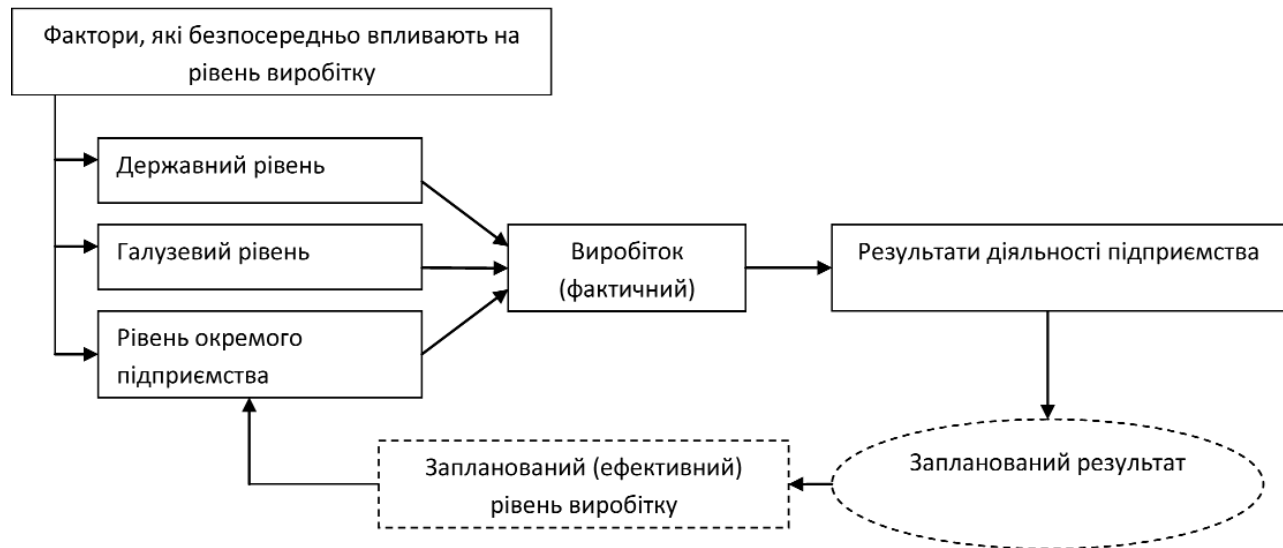 Фактори, які безпосередньо впливають на
рівень виробітку
Державний рівень
Галузевий рівень
Рівень окремого
підприємства
Виробіток
(фактичний)
Результати діяльності підприємства
Запланований результат
Запланований (ефективний)
рівень виробітку